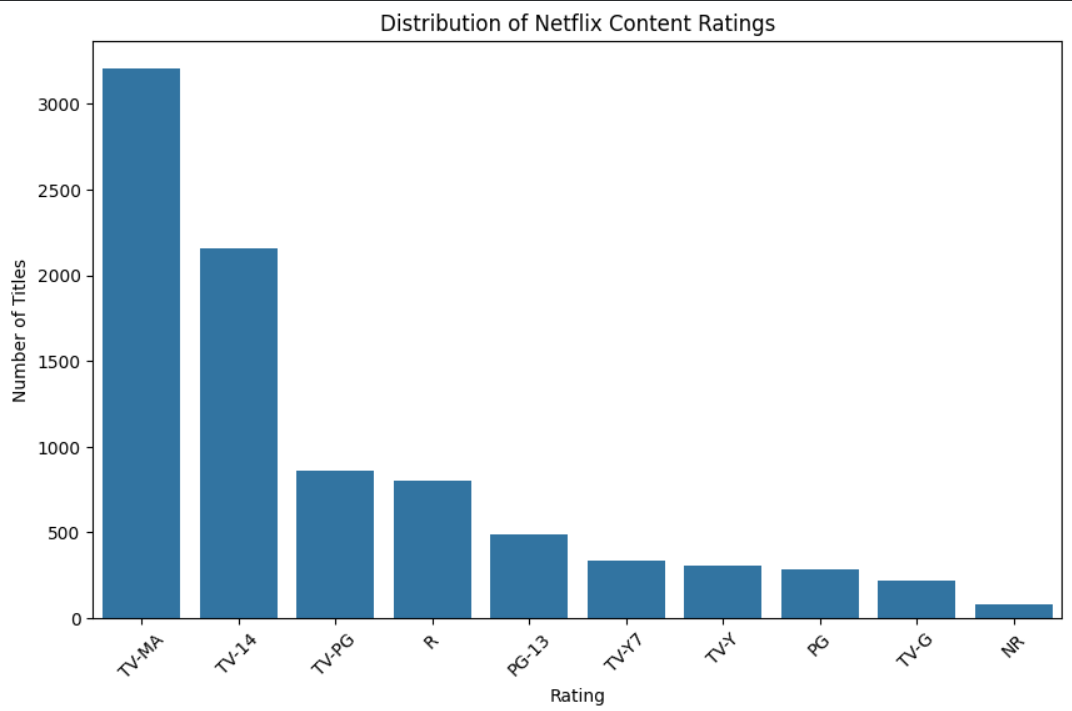 Distribution of Netflix Content Ratings
Number of Titles
3000
2500
2000
1500
1000
500
0
TV-MA
TV-14
TV-PG
R
PG-13
TV-Y7
TV-Y
PG
TV-G
NR
Rating